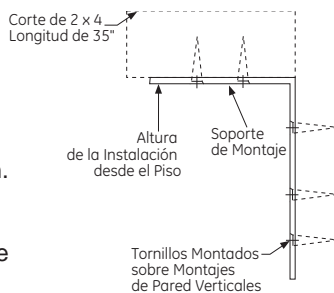 Corte de 2 x 4
Longitud de 35"
Altura
de la Instalación
desde el Piso
Soporte
de Montaje
Tornillos Montados
sobre Montajes
de Pared Verticales